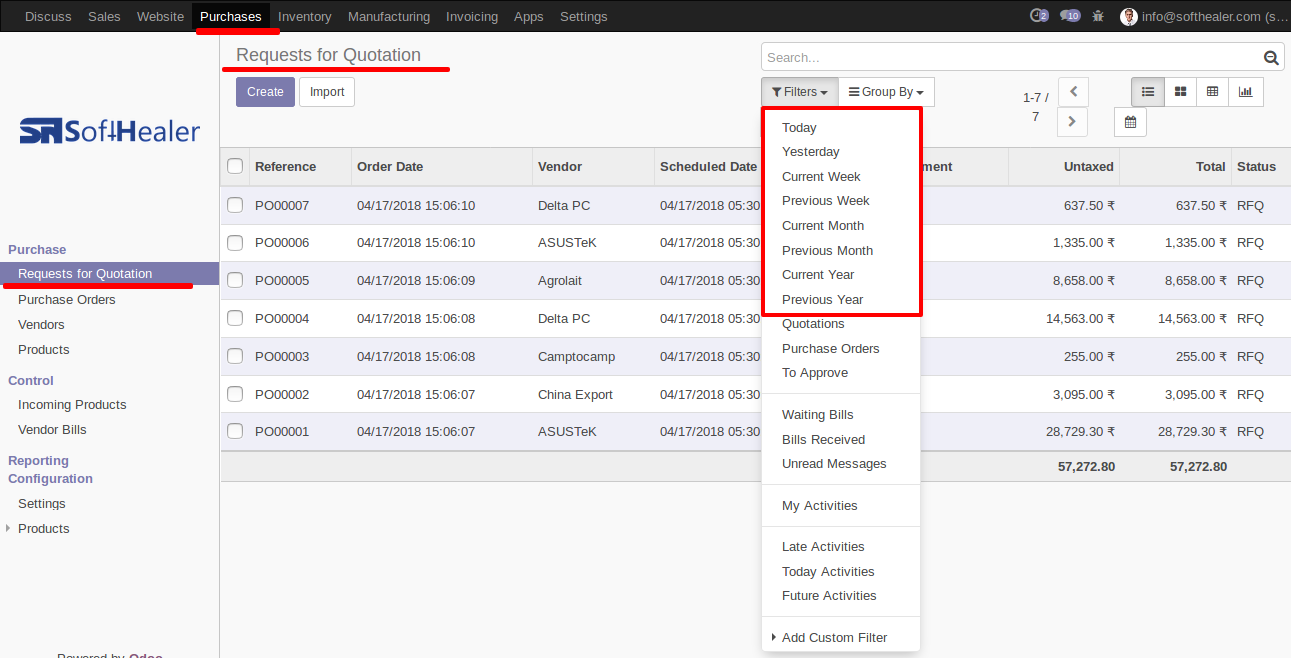 Discuss Sales Website Purchases Inventory Manufacturing Invoicing Apps Settings 2 10 info@softhealer.com (s...
Requests for Quotation
Search...
Create Import
Filters Group By
1-7 /
7
SoftHealer
Today
Yesterday
Current Week
Previous Week
Current Month
Previous Month
Current Year
Previous Year
Quotations
Purchase Orders
To Approve
Waiting Bills
Bills Received
Unread Messages
My Activities
Late Activities
Today Activities
Future Activities
Add Custom Filter
Reference Order Date Vendor Scheduled Date ment Untaxed Total Status
PO00007 04/17/2018 15:06:10 Delta PC 04/17/2018 05:30 637.50 ₹ 637.50 ₹ RFQ
PO00006 04/17/2018 15:06:10 ASUSTeK 04/17/2018 05:30 1,335.00 ₹ 1,335.00 ₹ RFQ
PO00005 04/17/2018 15:06:09 Agrolait 04/17/2018 05:30 8,658.00 ₹ 8,658.00 ₹ RFQ
PO00004 04/17/2018 15:06:08 Delta PC 04/17/2018 05:30 14,563.00 ₹ 14,563.00 ₹ RFQ
PO00003 04/17/2018 15:06:08 Camptocamp 04/17/2018 05:30 255.00 ₹ 255.00 ₹ RFQ
PO00002 04/17/2018 15:06:07 China Export 04/17/2018 05:30 3,095.00 ₹ 3,095.00 ₹ RFQ
PO00001 04/17/2018 15:06:07 ASUSTeK 04/17/2018 05:30 28,729.30 ₹ 28,729.30 ₹ RFQ
57,272.80 57,272.80
Purchase
Requests for Quotation
Purchase Orders
Vendors
Products
Control
Incoming Products
Vendor Bills
Reporting
Configuration
Settings
Products
Powered by Odoo